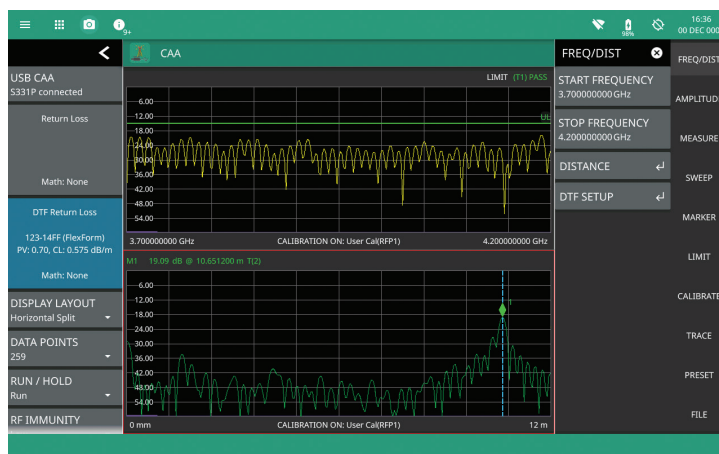 9+
98%
16:36
00 DEC 000
CAA
FREQ/DIST
FREQ/DIST
USB CAA
S331P connected
Return Loss
Math: None
DTF Return Loss
123-14FF (FlexForm)
PV: 0.70, CL: 0.575 dB/m
Math: None
DISPLAY LAYOUT
Horizontal Split
DATA POINTS
259
RUN / HOLD
Run
RF IMMUNITY
LIMIT (T1) PASS
-6.00
-12.00
UL
-18.00
-24.00
-30.00
-36.00
-42.00
-48.00
-54.00
3.700000000 GHz
CALIBRATION ON: User Cal(RFP1)
4.200000000 GHz
M1 19.09 dB @ 10.651200 m T(2)
-6.00
-12.00
-18.00
-24.00
-30.00
-36.00
-42.00
-48.00
-54.00
1
0 mm
CALIBRATION ON: User Cal(RFP1)
12 m
START FREQUENCY
3.700000000 GHz
STOP FREQUENCY
4.200000000 GHz
DISTANCE
DTF SETUP
AMPLITUD
MEASURE
SWEEP
MARKER
LIMIT
CALIBRATE
TRACE
PRESET
FILE